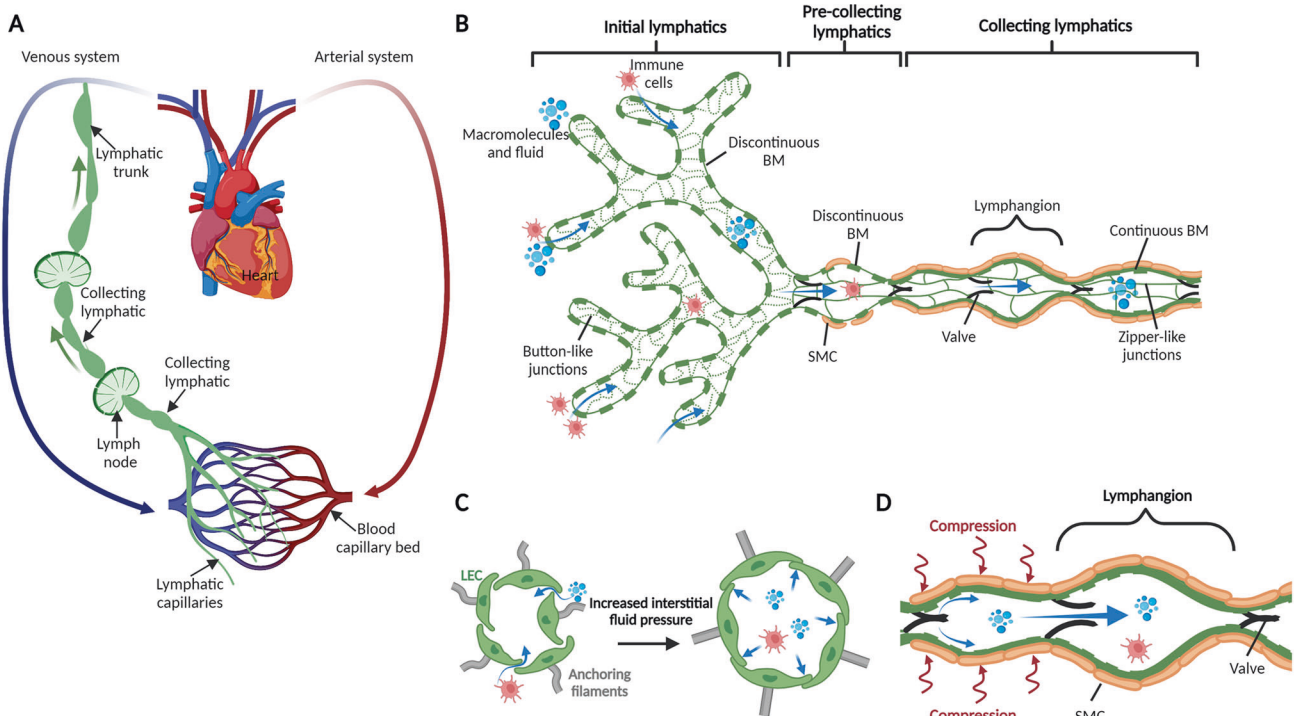 A
Venous system
Arterial system
Lymphatic
trunk
Heart
Collecting
lymphatic
Collecting
lymphatic
Lymph
node
Blood
capillary bed
Lymphatic
capillaries
B
Initial lymphatics
Pre-collecting
lymphatics
Collecting lymphatics
Immune
cells
Macromolecules
and fluid
Discontinuous
BM
Discontinuous
BM
Lymphangion
Continuous BM
Button-like
junctions
SMC
Valve
Zipper-like
junctions
C
LEC
Increased interstitial
fluid pressure
Anchoring
filaments
D
Lymphangion
Compression
Valve
Compression
SMC